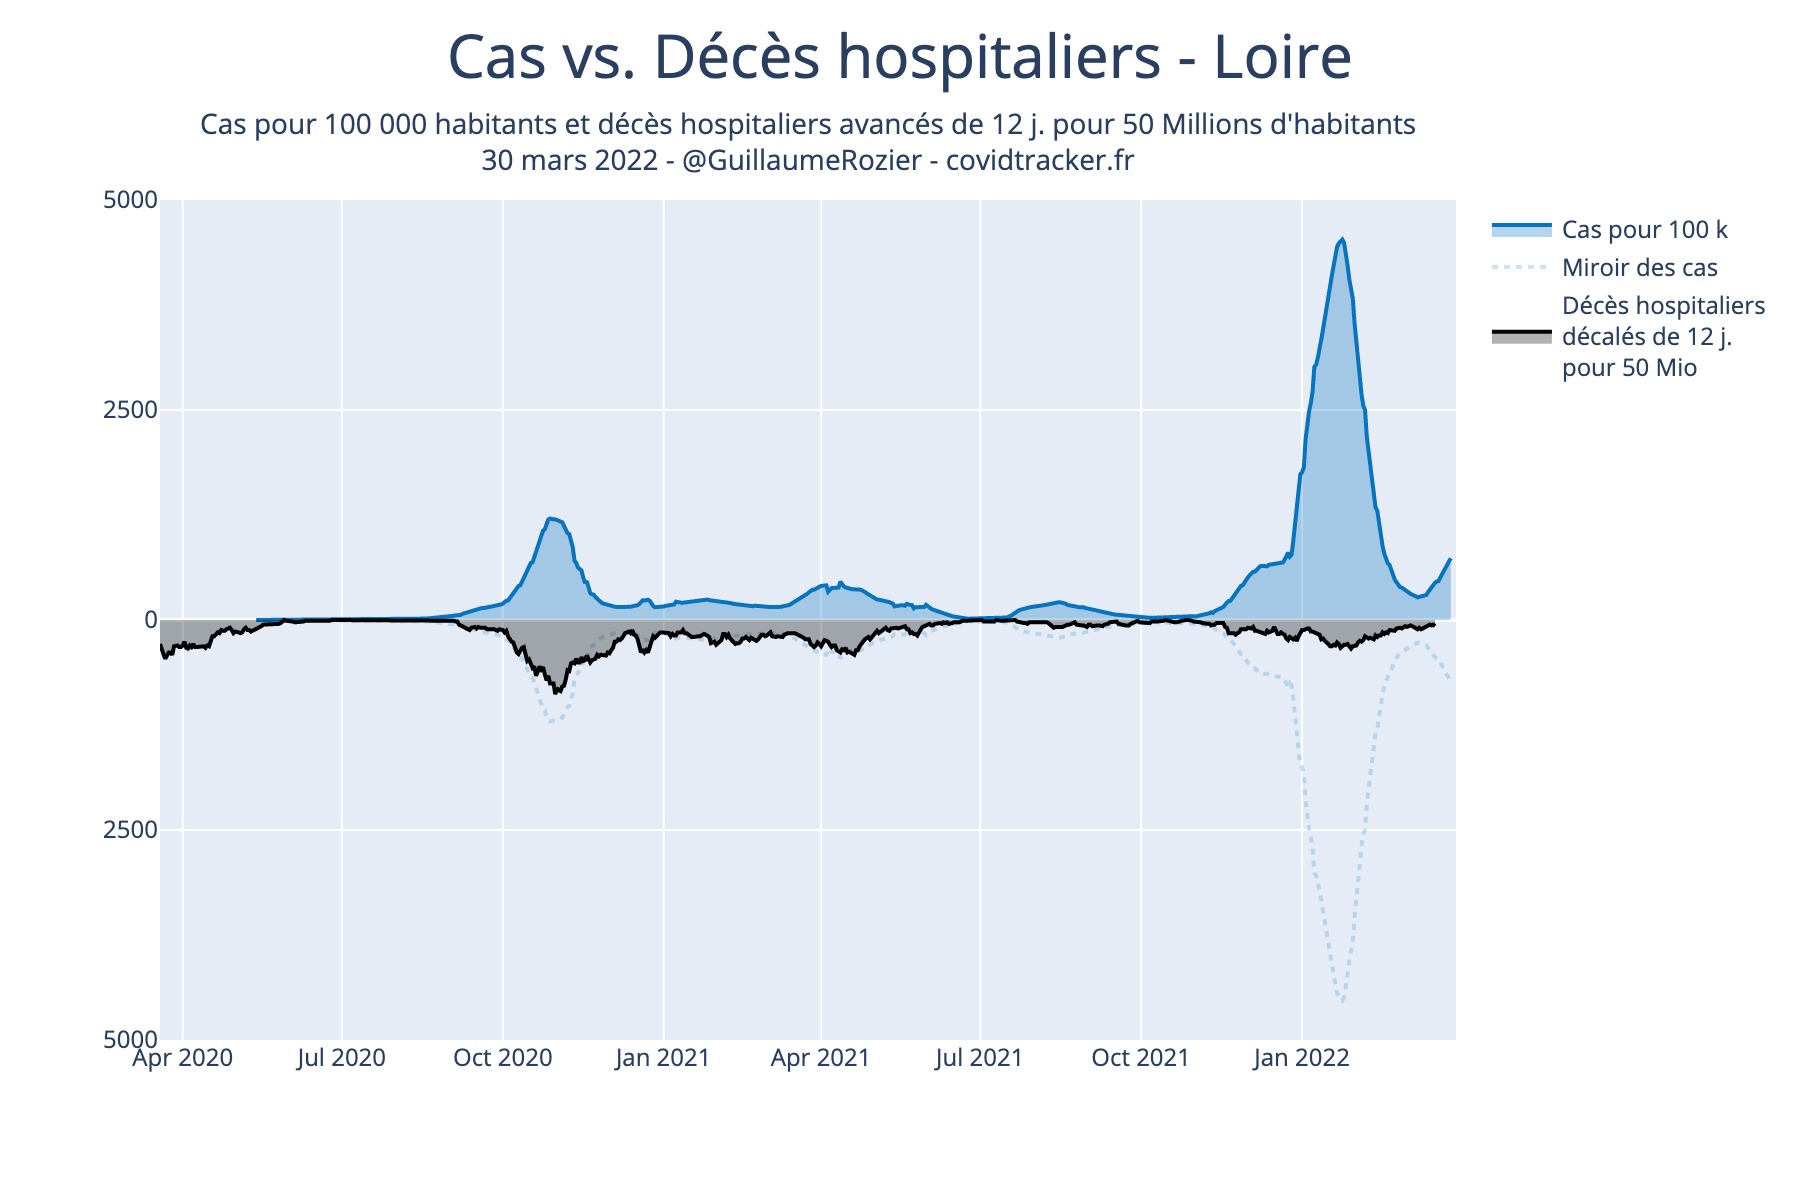 Cas vs. Décès hospitaliers - Loire
Cas pour 100 000 habitants et décès hospitaliers avancés de 12 j. pour 50 Millions d'habitants
30 mars 2022 - @GuillaumeRozier - covidtracker.fr
5000
2500
0
2500
5000
Apr 2020
Jul 2020
Oct 2020
Jan 2021
Apr 2021
Jul 2021
Oct 2021
Jan 2022
Cas pour 100 k
Miroir des cas
Décès hospitaliers
décalés de 12 j.
pour 50 Mio